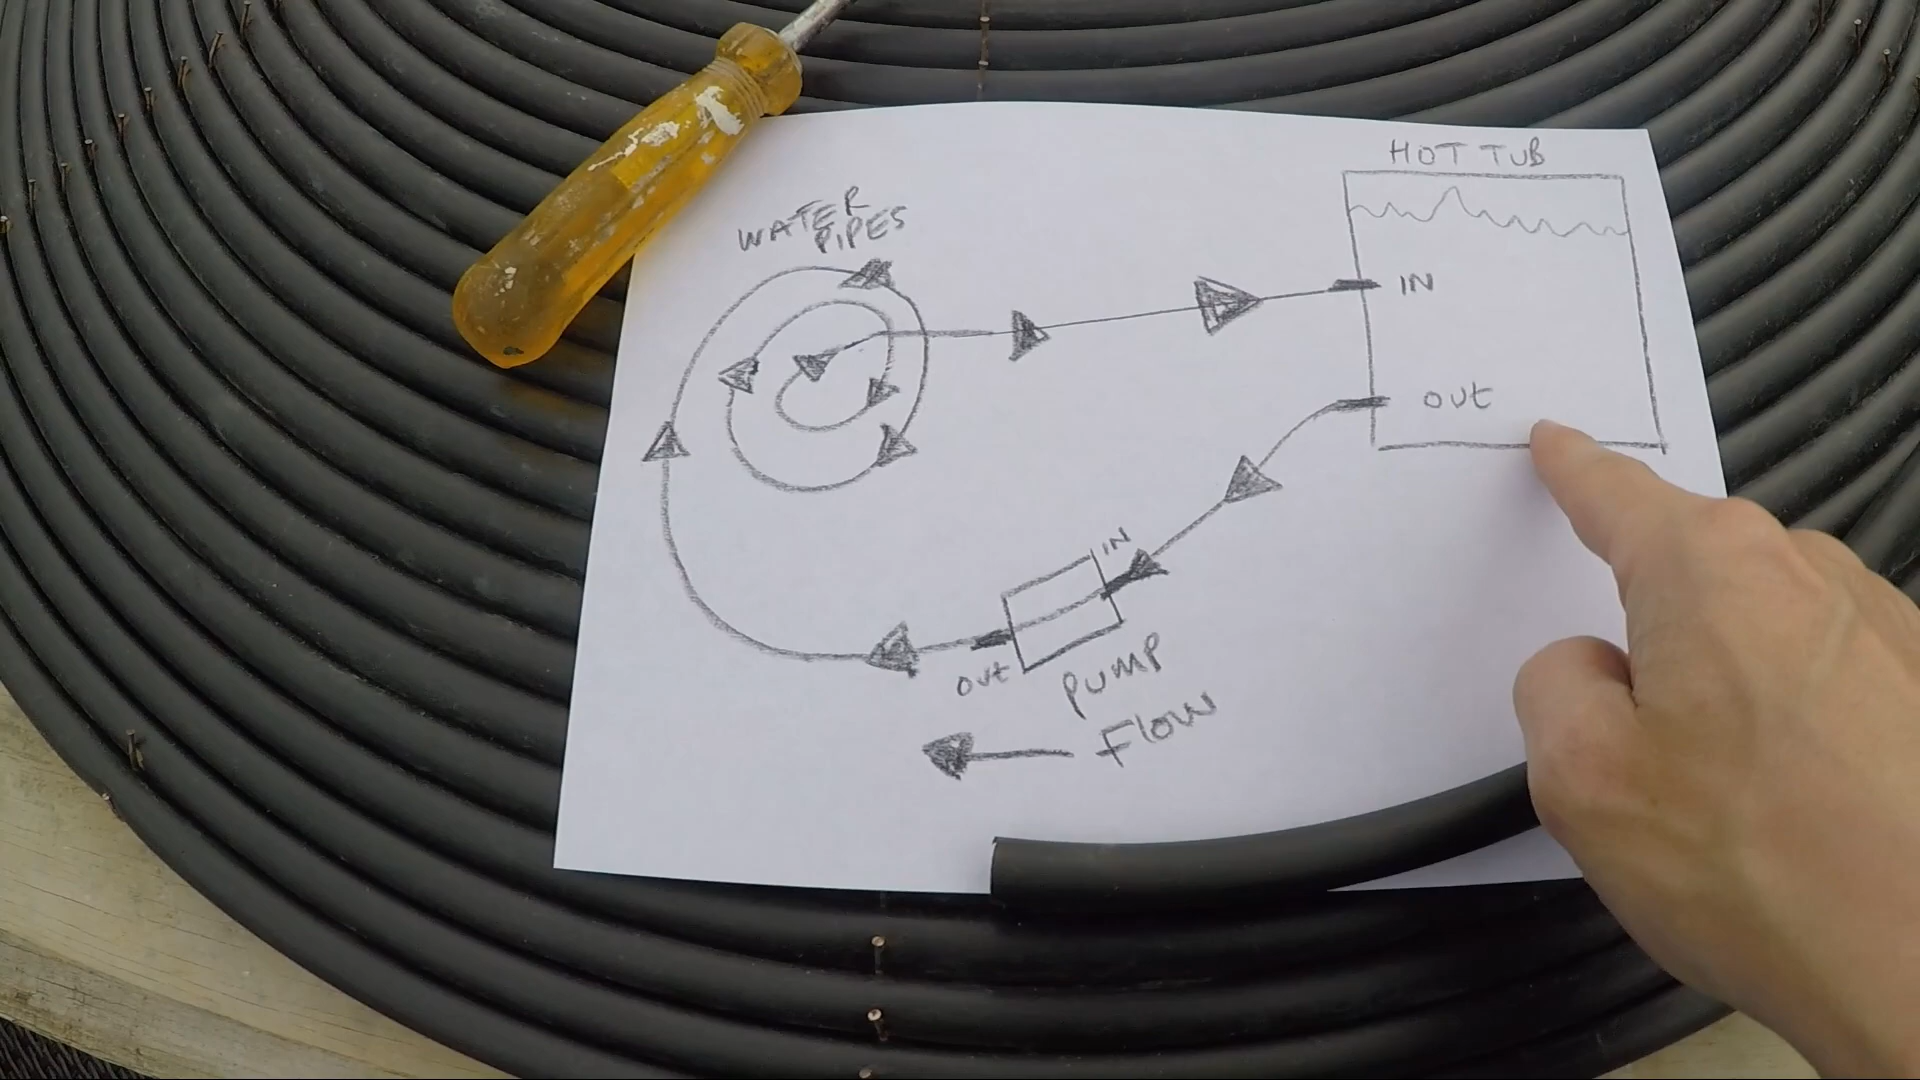 HOT TUB
WATER
PIPES
IN
OUt
IN
OUt
PUMP
Flow